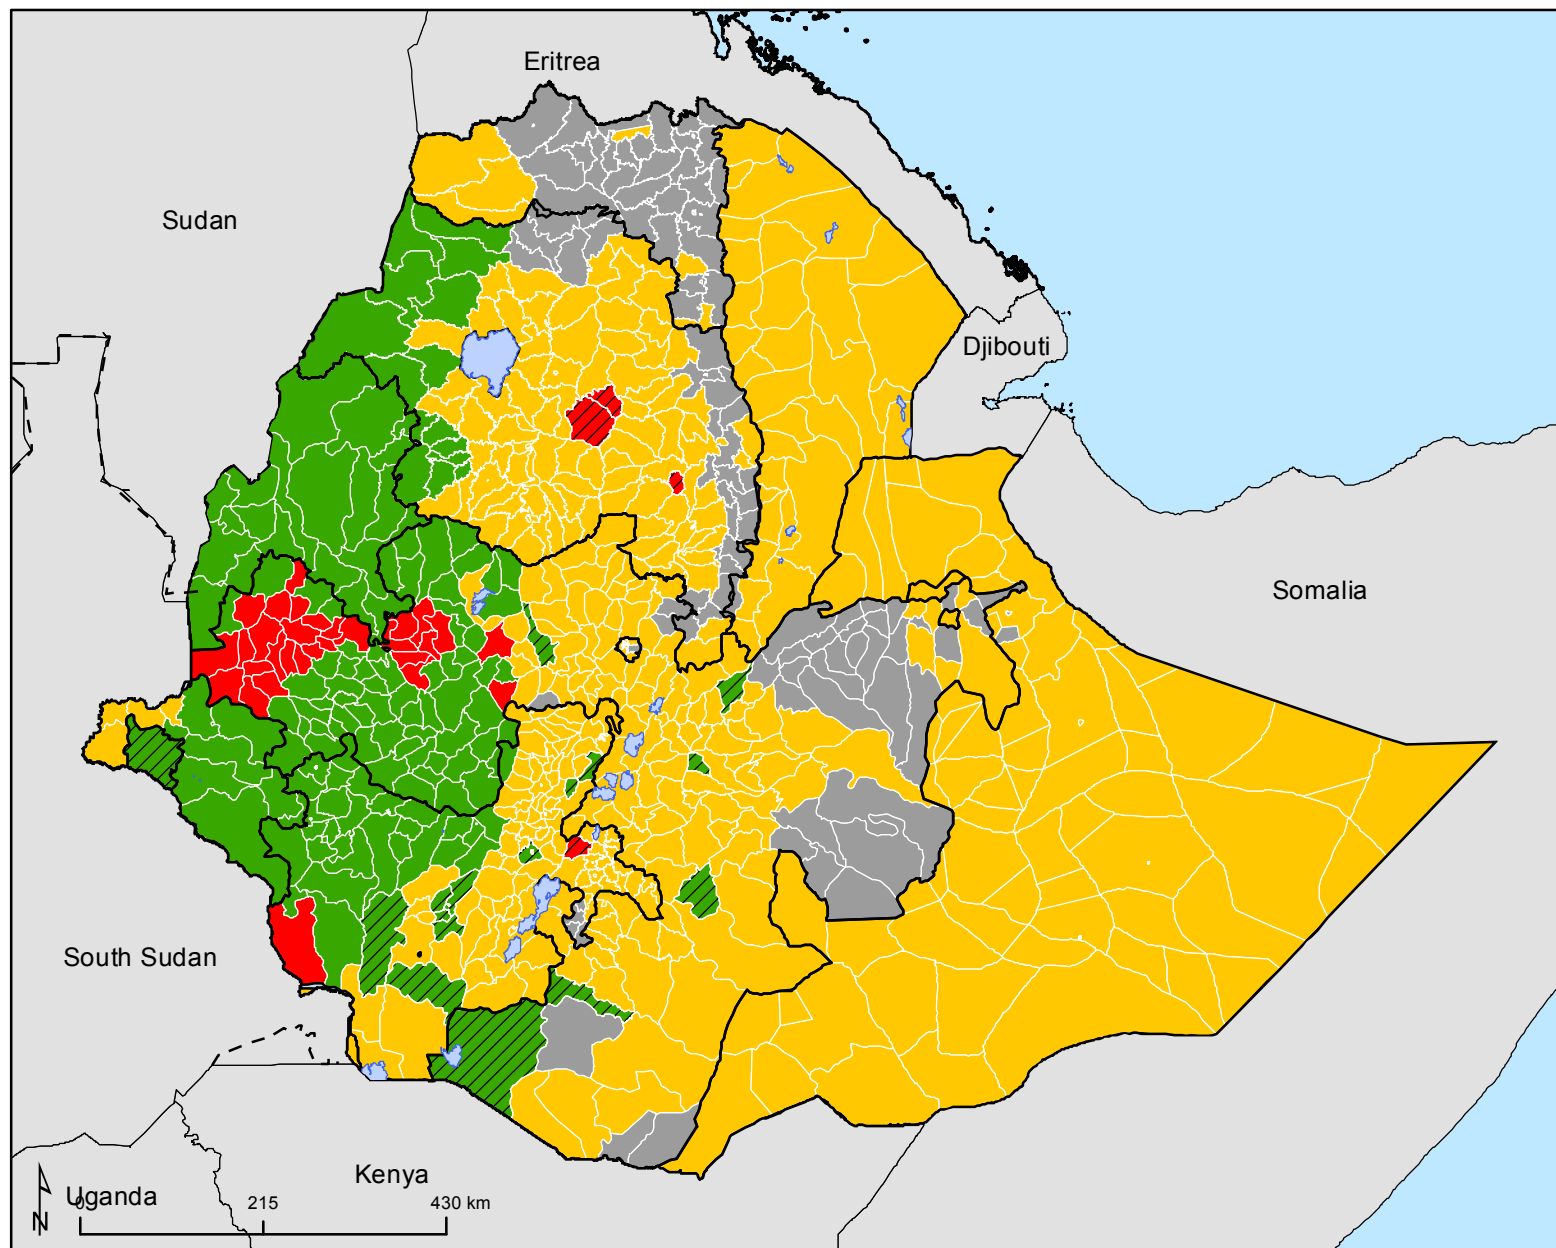 Eritrea
Sudan
Djibouti
Somalia
South Sudan
Kenya
Uganda
N
0 215 430 km